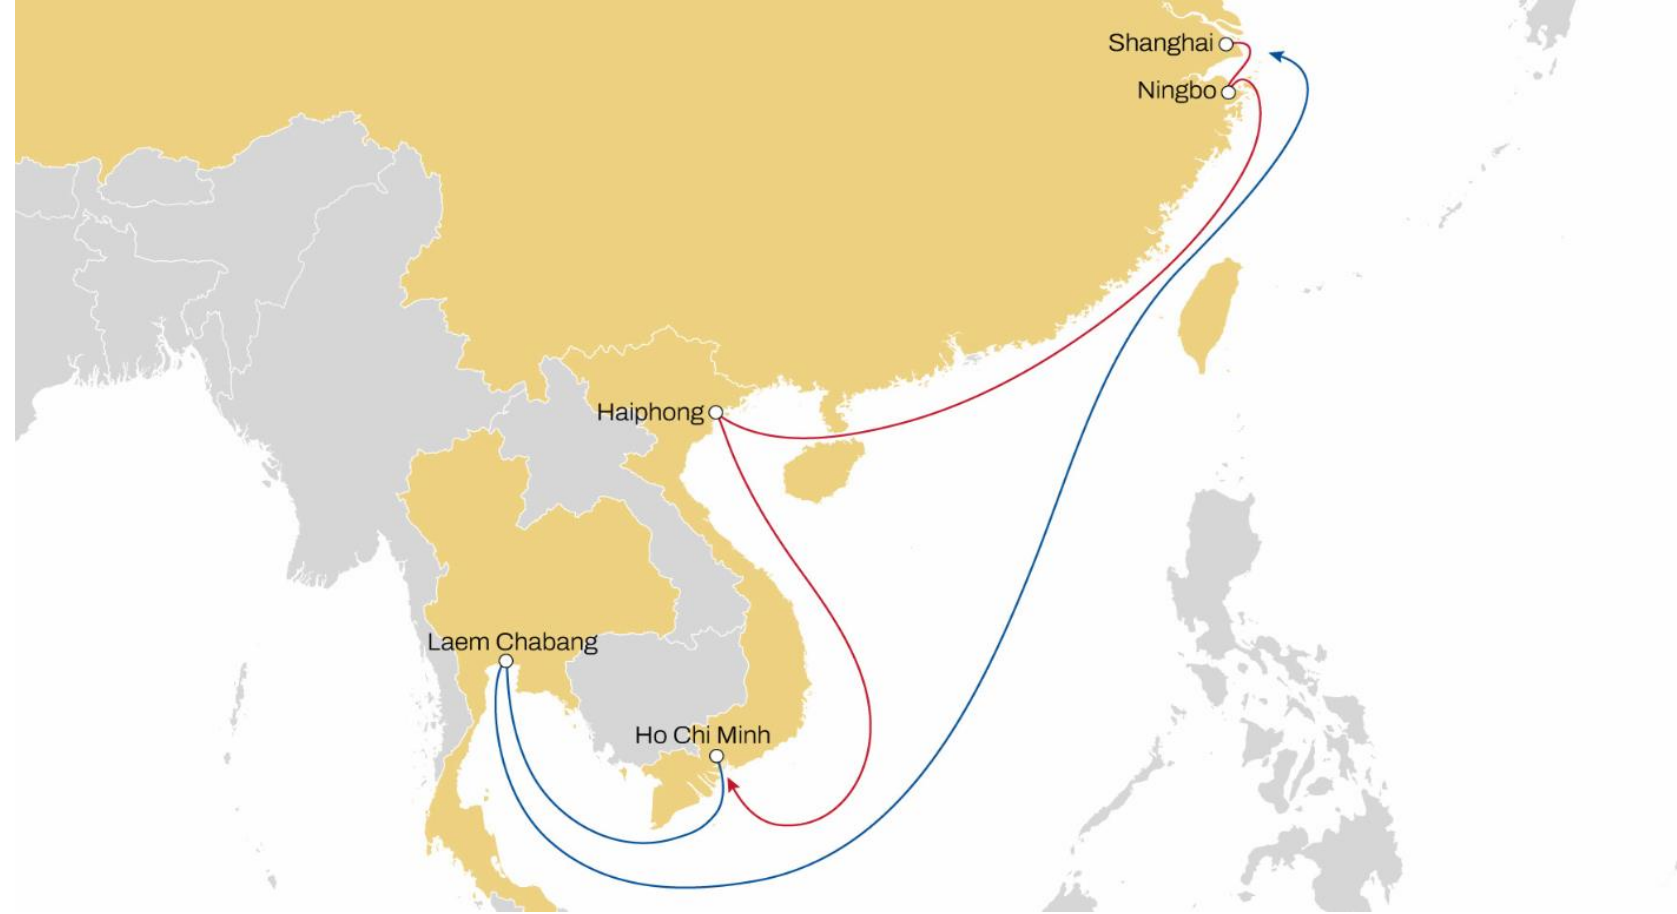 Shanghai
Ningbo
Haiphong
Laem Chabang
Ho Chi Minh